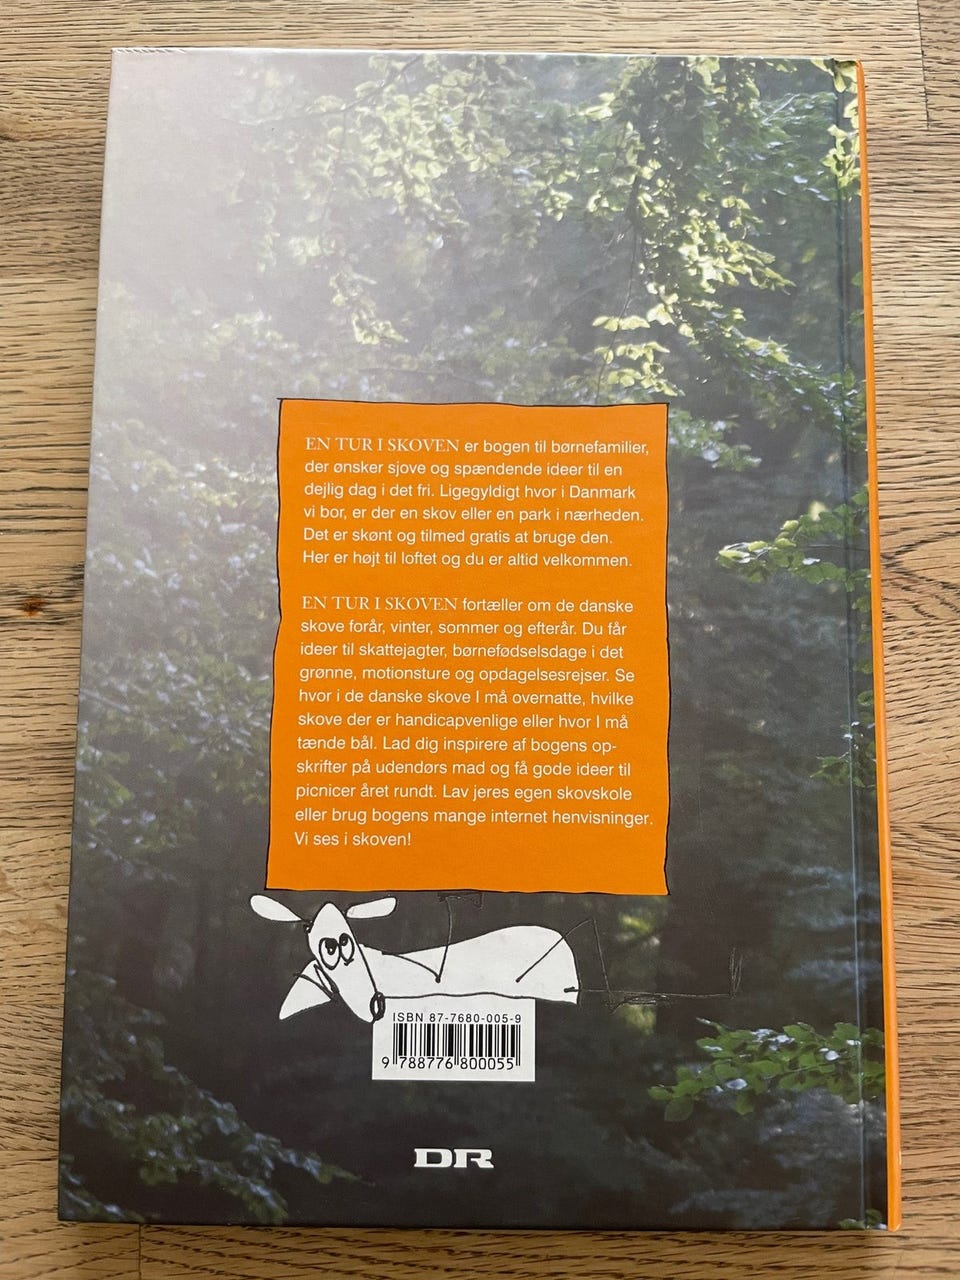 EN TUR I SKOVEN er bogen til børnefamilier,
der ønsker sjove og spændende ideer til en
dejlig dag i det fri. Ligegyldigt hvor i Danmark
vi bor, er der en skov eller en park i nærheden.
Det er skønt og tilmed gratis at bruge den.
Her er højt til loftet og du er altid velkommen.
EN TUR I SKOVEN fortæller om de danske
skove forår, vinter, sommer og efterår. Du får
ideer til skattejagter, børnefødselsdage i det
grønne, motionsture og opdagelsesrejser. Se
hvor i de danske skove I må overnatte, hvilke
skove der er handicapvenlige eller hvor I må
tænde bål. Lad dig inspirere af bogens op-
skrifter på udendørs mad og få gode ideer til
picnicer året rundt. Lav jeres egen skovskole
eller brug bogens mange internet henvisninger.
Vi ses i skoven!
ISBN 87-7680-005-9
9 788776 800055
DR